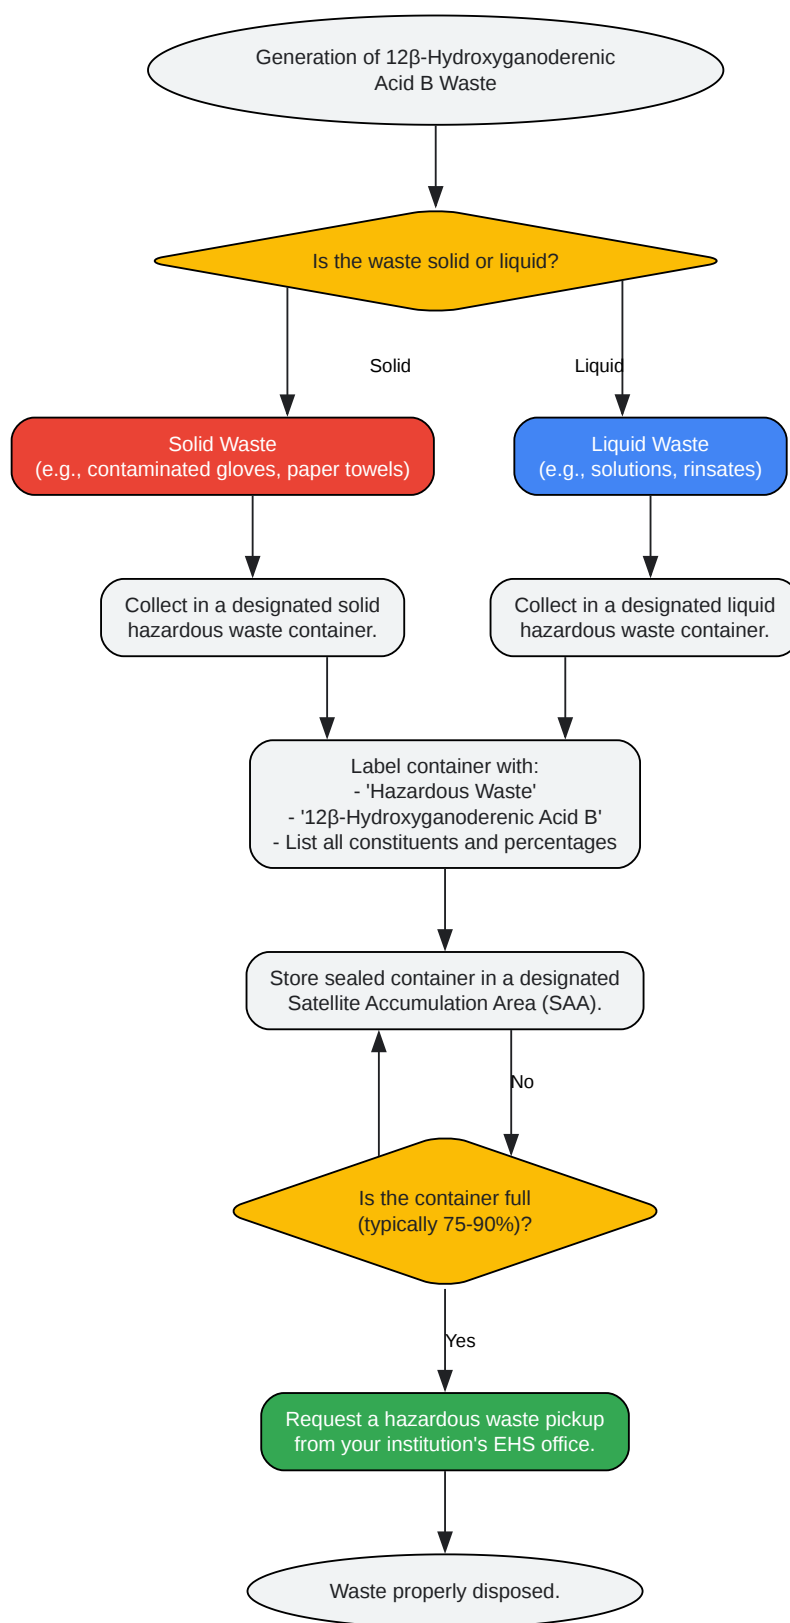 Generation of 12β-Hydroxyganoderenic
Acid B Waste
Is the waste solid or liquid?
Solid
Liquid
Solid Waste
(e.g., contaminated gloves, paper towels)
Liquid Waste
(e.g., solutions, rinsates)
Collect in a designated solid
hazardous waste container.
Collect in a designated liquid
hazardous waste container.
Label container with:
- 'Hazardous Waste'
- '12β-Hydroxyganoderenic Acid B'
- List all constituents and percentages
Store sealed container in a designated
Satellite Accumulation Area (SAA).
No
Is the container full
(typically 75-90%)?
Yes
Request a hazardous waste pickup
from your institution's EHS office.
Waste properly disposed.